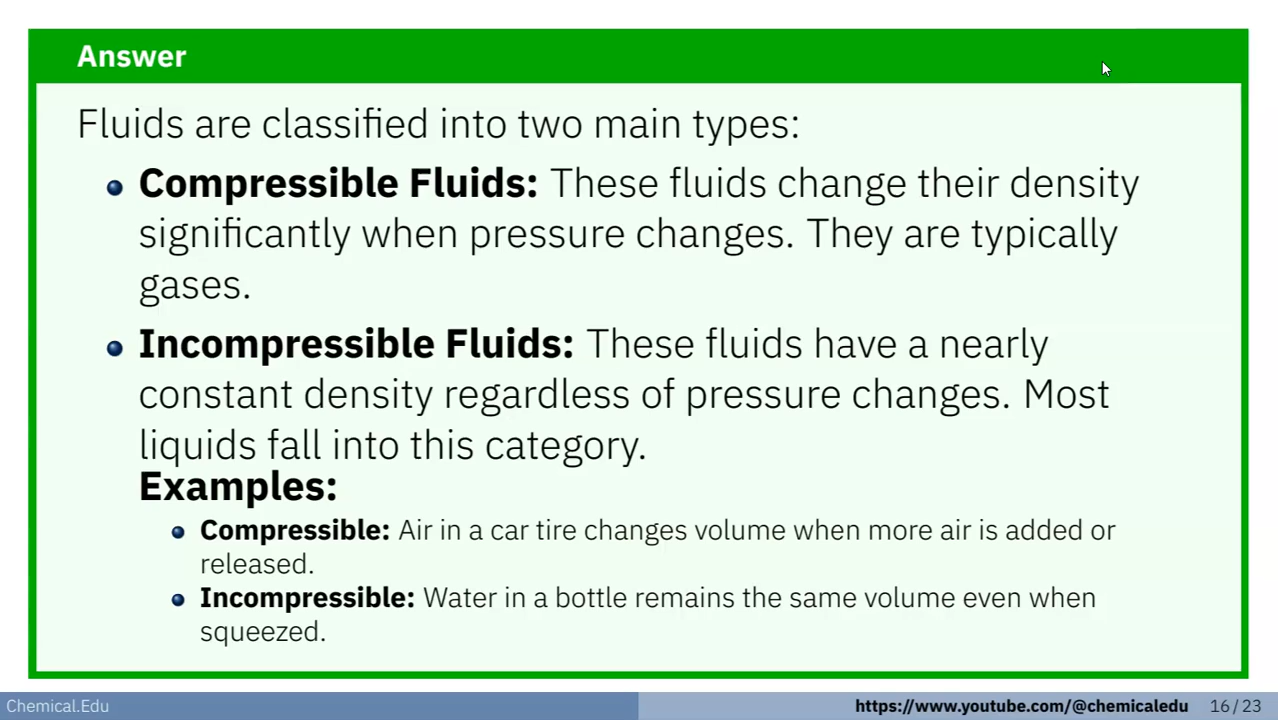 Answer
Fluids are classified into two main types:
Compressible Fluids: These fluids change their density
significantly when pressure changes. They are typically
gases.
Incompressible Fluids: These fluids have a nearly
constant density regardless of pressure changes. Most
liquids fall into this category.
Examples:
Compressible: Air in a car tire changes volume when more air is added or
released.
Incompressible: Water in a bottle remains the same volume even when
squeezed.
Chemical.Edu https://www.youtube.com/@chemicaledu 16 / 23